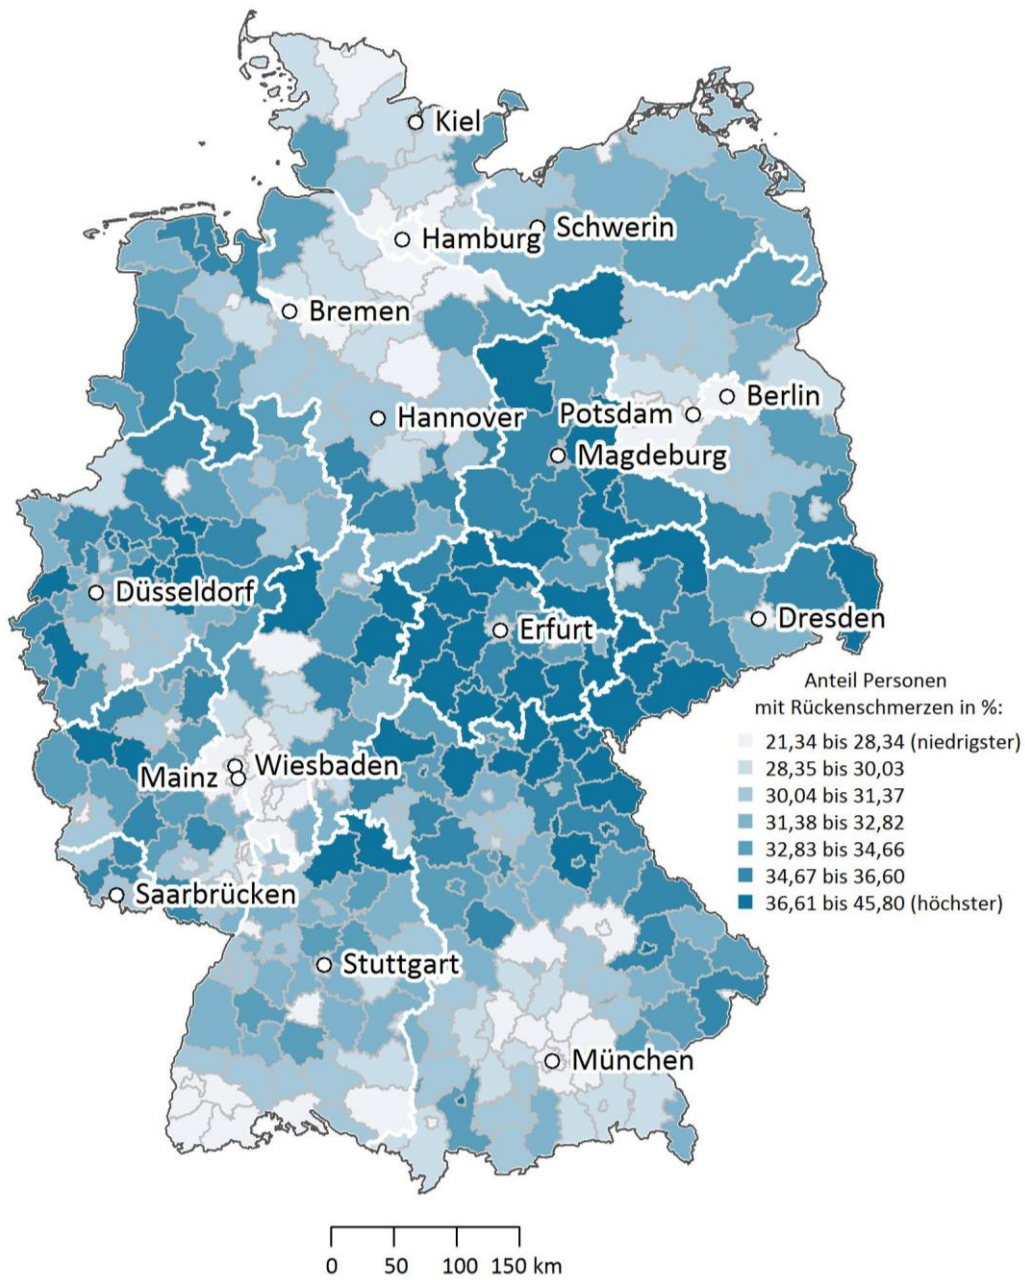 Kiel
Hamburg
Schwerin
Bremen
Berlin
Hannover
Potsdam
Magdeburg
Düsseldorf
Erfurt
Dresden
Anteil Personen
mit Rückenschmerzen in %:
21,34 bis 28,34 (niedrigster)
28,35 bis 30,03
30,04 bis 31,37
31,38 bis 32,82
32,83 bis 34,66
34,67 bis 36,60
36,61 bis 45,80 (höchster)
Wiesbaden
Mainz
Saarbrücken
Stuttgart
München
0 50 100 150 km